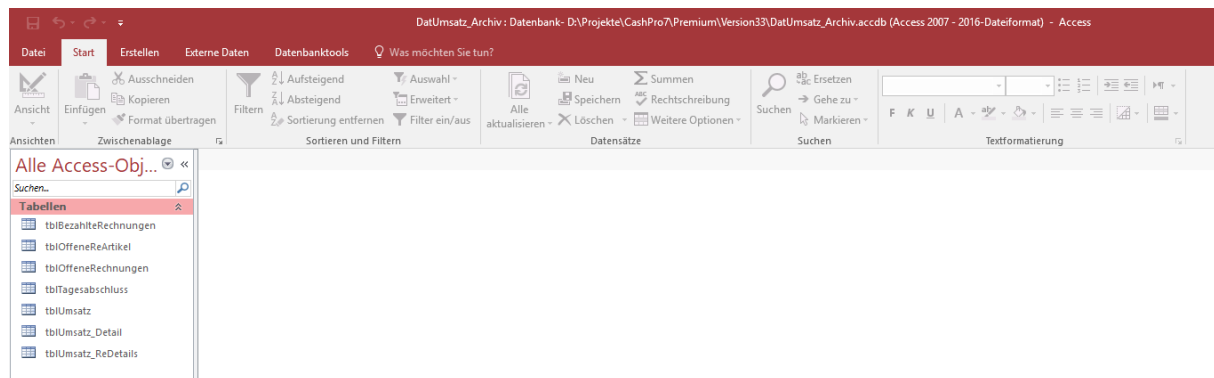 DatUmsatz_Archiv : Datenbank- D:\Projekte\CashPro7\Premium\Version33\DatUmsatz_Archiv.accdb (Access 2007 - 2016-Dateiformat) - Access
Datei Start Erstellen Externe Daten Datenbanktools Was möchten Sie tun?
Ansicht
Einfügen
Ausschneiden
Kopieren
Format übertragen
Filtern
Aufsteigend
Absteigend
Sortierung entfernen
Auswahl
Erweitert
Filter ein/aus
Alle
aktualisieren
Neu
Speichern
Löschen
Summen
Rechtschreibung
Weitere Optionen
Suchen
Ersetzen
Gehe zu
Markieren
F K U A
Ansichten Zwischenablage Sortieren und Filtern Datensätze Suchen Textformatierung
Alle Access-Obj...
Suchen...
Tabellen
tblBezahlteRechnungen
tblOffeneReArtikel
tblOffeneRechnungen
tblTagesabschluss
tblUmsatz
tblUmsatz_Detail
tblUmsatz_ReDetails